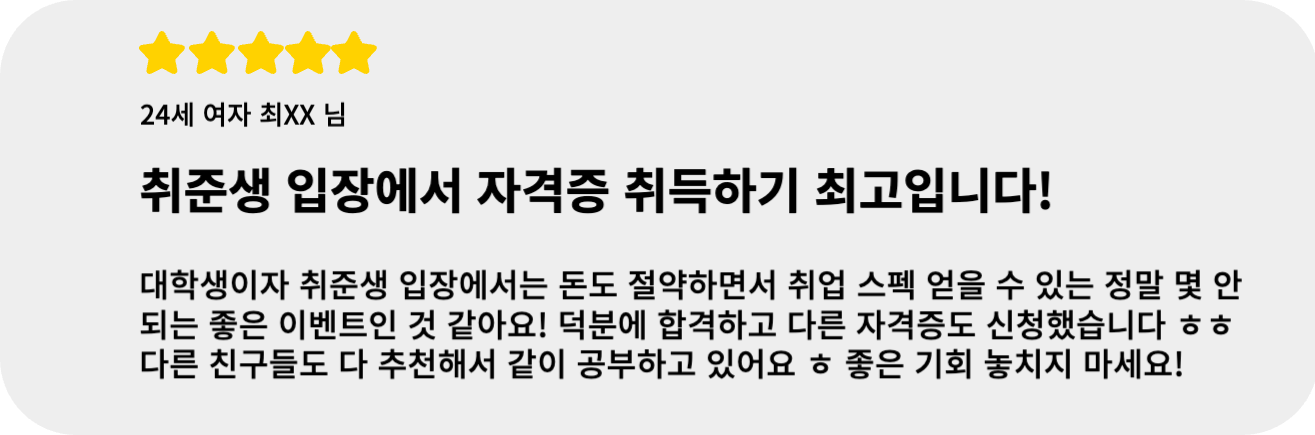 24세 여자 최XX 님
취준생 입장에서 자격증 취득하기 최고입니다!
대학생이자 취준생 입장에서는 돈도 절약하면서 취업 스펙 얻을 수 있는 정말 몇 안
되는 좋은 이벤트인 것 같아요! 덕분에 합격하고 다른 자격증도 신청했습니다 ㅎㅎ
다른 친구들도 다 추천해서 같이 공부하고 있어요 ㅎ 좋은 기회 놓치지 마세요!